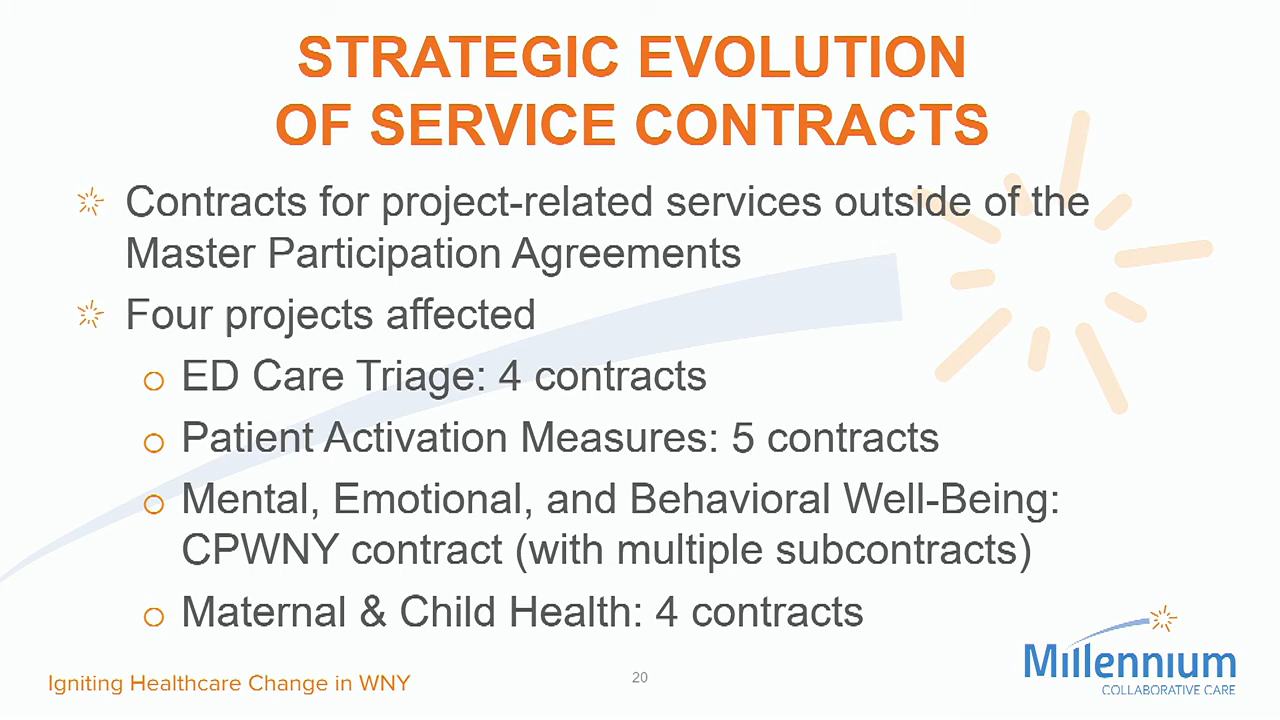 STRATEGIC EVOLUTION
OF SERVICE CONTRACTS
Contracts for project-related services outside of the
Master Participation Agreements
Four projects affected
o ED Care Triage: 4 contracts
o Patient Activation Measures: 5 contracts
o Mental, Emotional, and Behavioral Well-Being:
CPWNY contract (with multiple subcontracts)
o Maternal & Child Health: 4 contracts
Igniting Healthcare Change in WNY
20
Millennium
COLLABORATIVE CARE